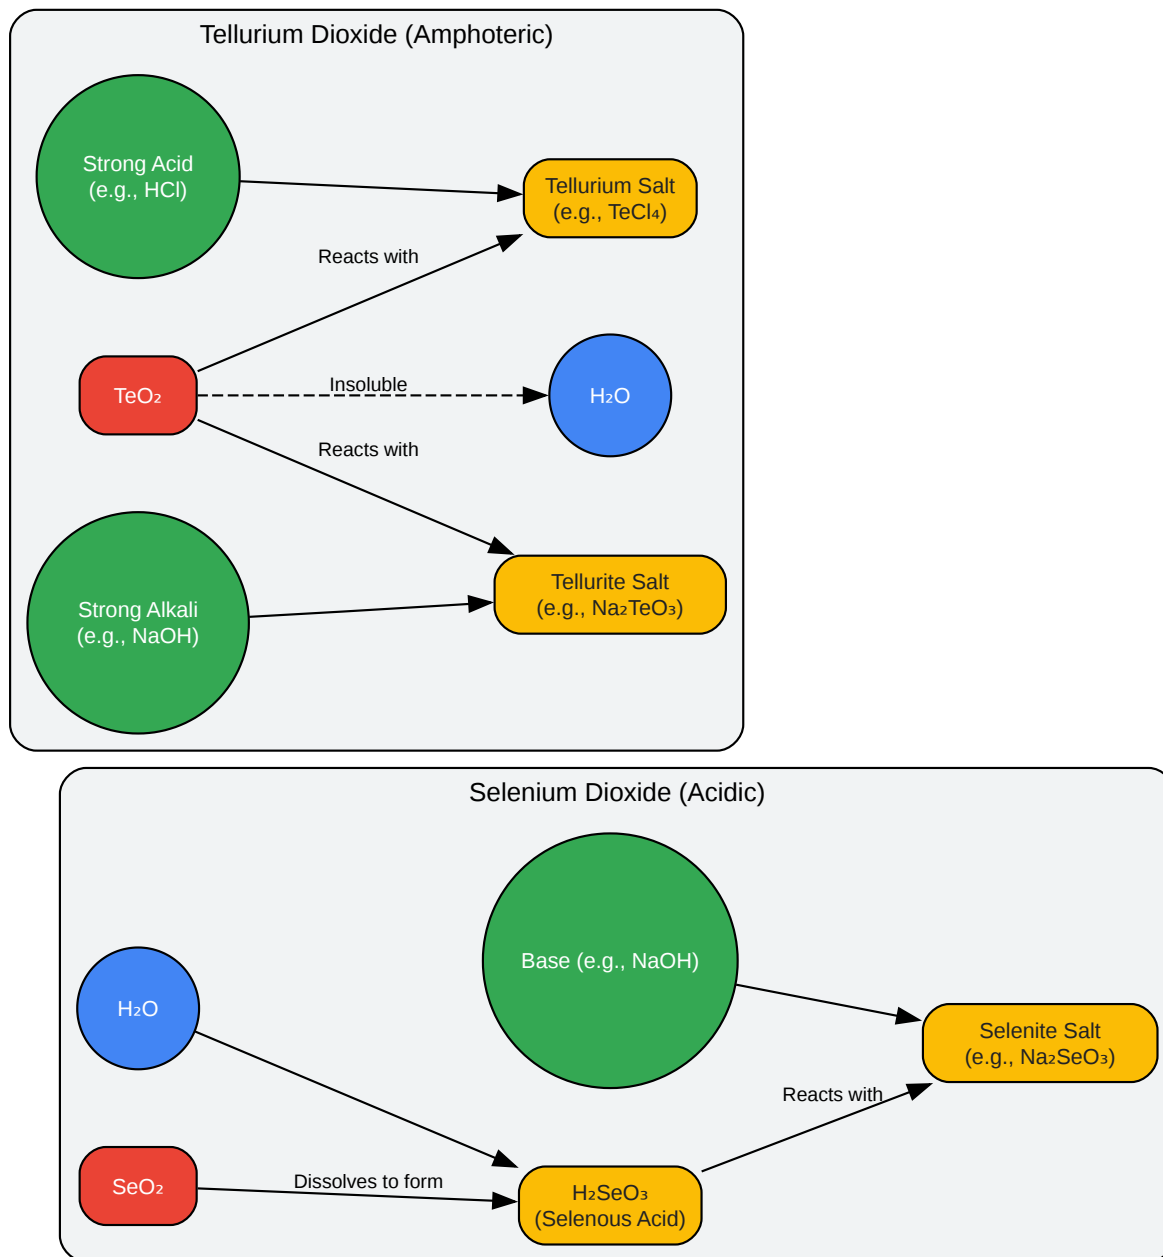 Tellurium Dioxide (Amphoteric)
Strong Acid
(e.g., HCl)
Tellurium Salt
(e.g., TeCl₄)
Reacts with
TeO₂
Insoluble
H₂O
Reacts with
Strong Alkali
(e.g., NaOH)
Tellurite Salt
(e.g., Na₂TeO₃)
Selenium Dioxide (Acidic)
Base (e.g., NaOH)
H₂O
Selenite Salt
(e.g., Na₂SeO₃)
Reacts with
SeO₂
Dissolves to form
H₂SeO₃
(Selenous Acid)